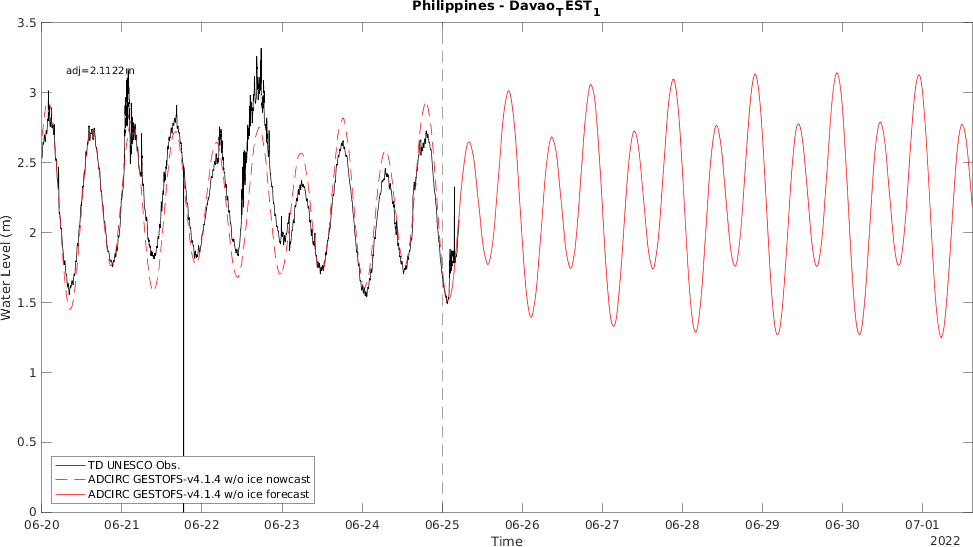 Philippines - DavaoTEST1
3.5
adj=2.1122m
3
2.5
2
1.5
1
0.5
0
Water Level (m)
TD UNESCO Obs.
ADCIRC GESTOFS-v4.1.4 w/o ice nowcast
ADCIRC GESTOFS-v4.1.4 w/o ice forecast
06-20 06-21 06-22 06-23 06-24 06-25 06-26 06-27 06-28 06-29 06-30 07-01
Time
2022